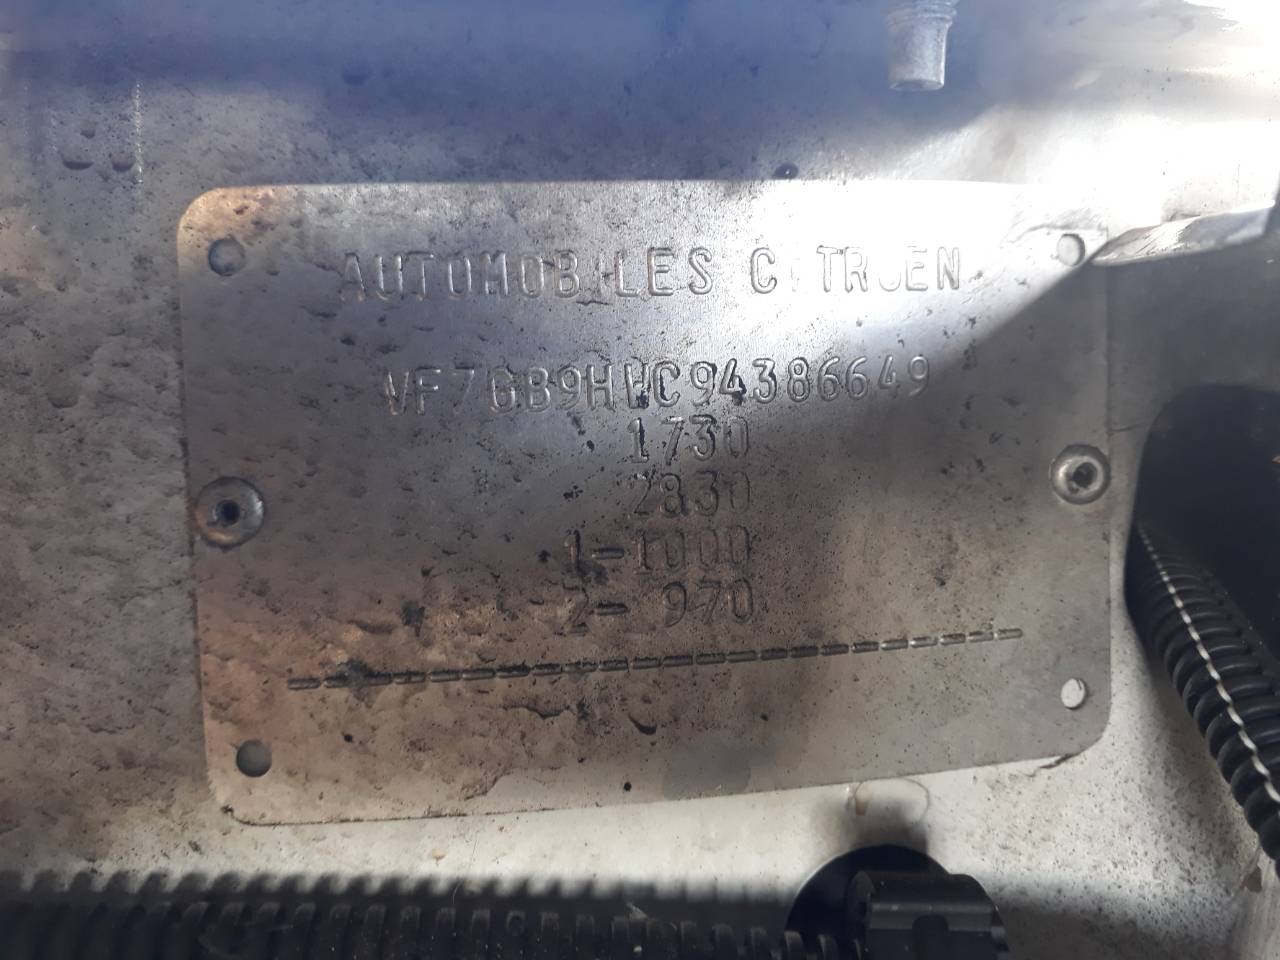 AUTOMOBILES CITROEN
VF7GB9HWC94386649
1730
2830
1-1000
2- 970